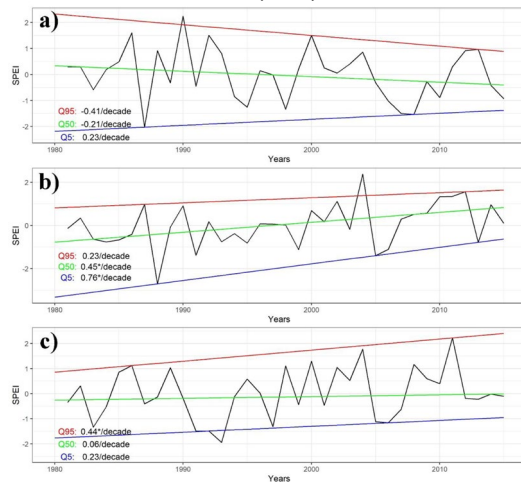 a)
2
1
0
-1
-2
SPEI
Q95: -0.41/decade
Q50: -0.21/decade
Q5: 0.23/decade
1980
1990
2000
2010
Years
b)
2
0
-2
SPEI
Q95: 0.23/decade
Q50: 0.45*/decade
Q5: 0.76*/decade
1980
1990
2000
2010
Years
c)
2
1
0
-1
-2
SPEI
Q95: 0.44*/decade
Q50: 0.06/decade
Q5: 0.23/decade
1980
1990
2000
2010
Years